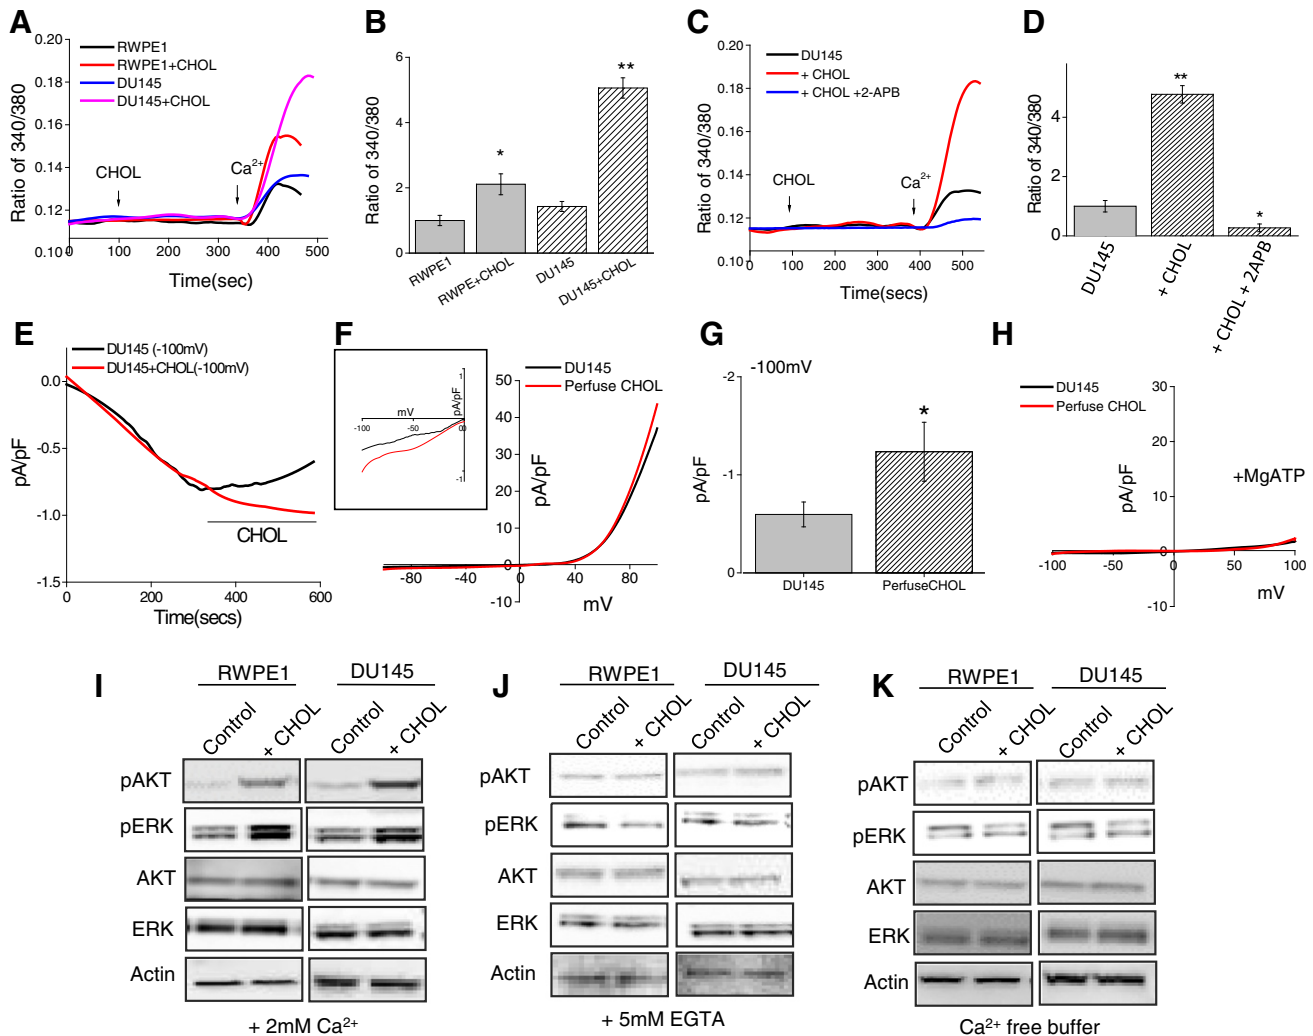 A
0.20
0.18
0.16
0.14
0.12
0.10
Ratio of 340/380
RWPE1
RWPE1+CHOL
DU145
DU145+CHOL
CHOL
Ca2+
0 100 200 300 400 500
Time(sec)
B
6
4
2
0
Ratio of 340/380
*
**
RWPE1
RWPE+CHOL
DU145
DU145+CHOL
C
0.20
0.18
0.16
0.14
0.12
0.10
Ratio of 340/380
DU145
+ CHOL
+ CHOL +2-APB
CHOL
Ca2+
0 100 200 300 400 500
Time(secs)
D
4
2
0
Ratio of 340/380
**
*
DU145
+ CHOL
+ CHOL + 2APB
E
0.0
-0.5
-1.0
-1.5
pA/pF
DU145 (-100mV)
DU145+CHOL(-100mV)
CHOL
0 200 400 600
Time(secs)
F
mV
pA/pF
1
-100 -50 0 0
-1
DU145
Perfuse CHOL
50
40
30
20
10
0
-10
pA/pF
-80 -40 0 40 80
mV
G
-100mV
-2
-1
0
pA/pF
*
DU145
PerfuseCHOL
H
DU145
Perfuse CHOL
30
20
10
0
-10
pA/pF
+MgATP
-100 -50 0 50 100
mV
I
RWPE1 DU145
Control + CHOL Control + CHOL
pAKT
pERK
AKT
ERK
Actin
+ 2mM Ca2+
J
RWPE1 DU145
Control + CHOL Control + CHOL
pAKT
pERK
AKT
ERK
Actin
+ 5mM EGTA
K
RWPE1 DU145
Control + CHOL Control + CHOL
pAKT
pERK
AKT
ERK
Actin
Ca2+ free buffer